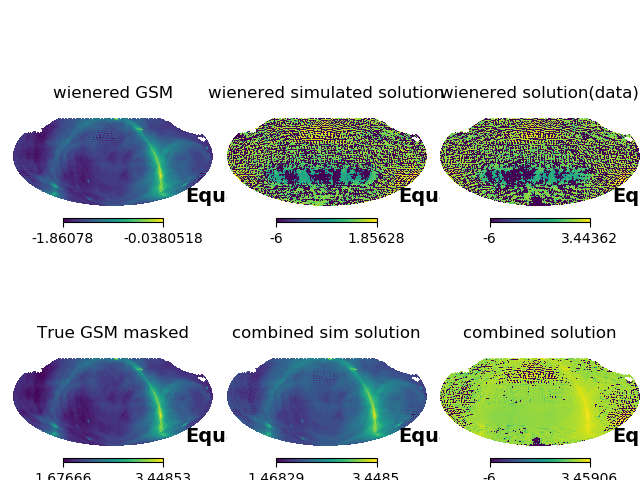 wienered GSM
wienered simulated solution
wienered solution(data)
Equ
Equ
Eq
-1.86078
-0.0380518
-6
1.85628
-6
3.44362
True GSM masked
combined sim solution
combined solution
Equ
Equ
Eq
1.67666
3.44853
1.46829
3.4485
-6
3.45906